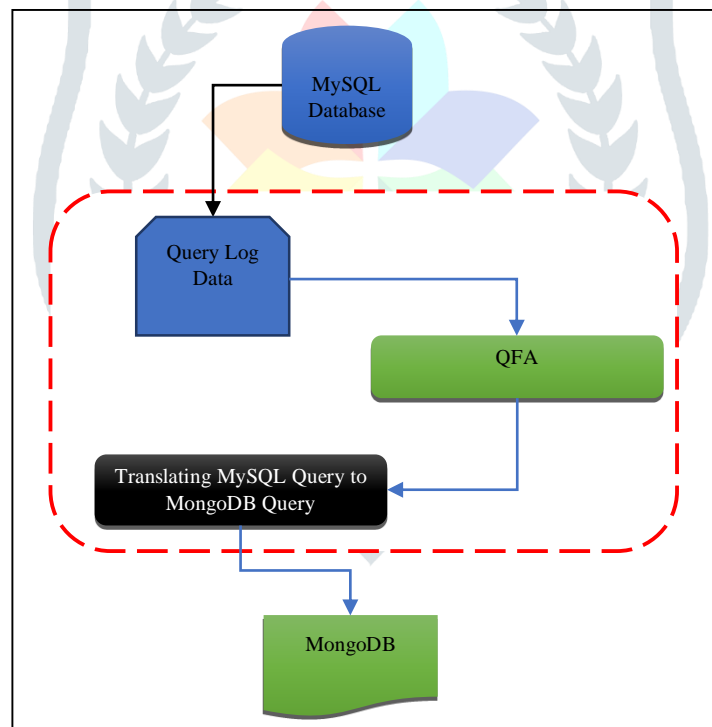 MySQL
Database
Query Log
Data
QFA
Translating MySQL Query to
MongoDB Query
MongoDB